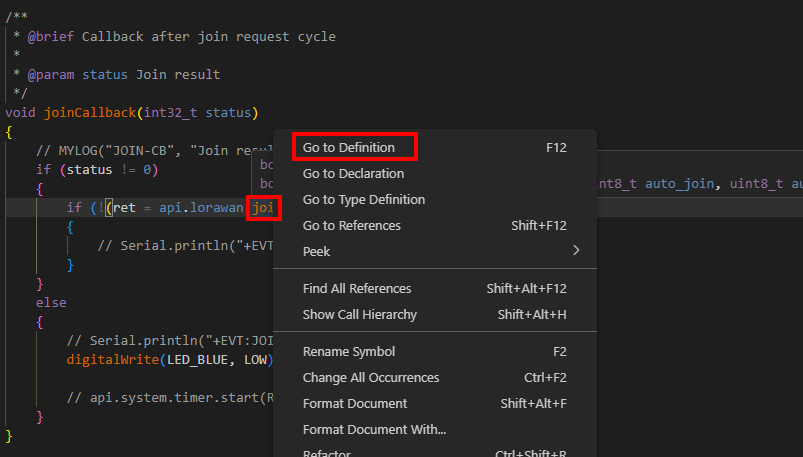 /**
* @brief Callback after join request cycle
*
* @param status Join result
*/
void joinCallback(int32_t status)
{
// MYLOG("JOIN-CB", "Join resu
if (status != 0)
{
if (!(ret = api.lorawan joi
{
// Serial.println("+EVT
}
}
else
{
// Serial.println("+EVT:JOI
digitalWrite(LED_BLUE, LOW)
// api.system.timer.start(R
}
}
bo
bo
nt8_t auto_join, uint8_t au
Go to Definition F12
Go to Declaration
Go to Type Definition
Go to References Shift+F12
Peek >
Find All References Shift+Alt+F12
Show Call Hierarchy Shift+Alt+H
Rename Symbol F2
Change All Occurrences Ctrl+F2
Format Document Shift+Alt+F
Format Document With...
Refactor Ctrl+Shift+R